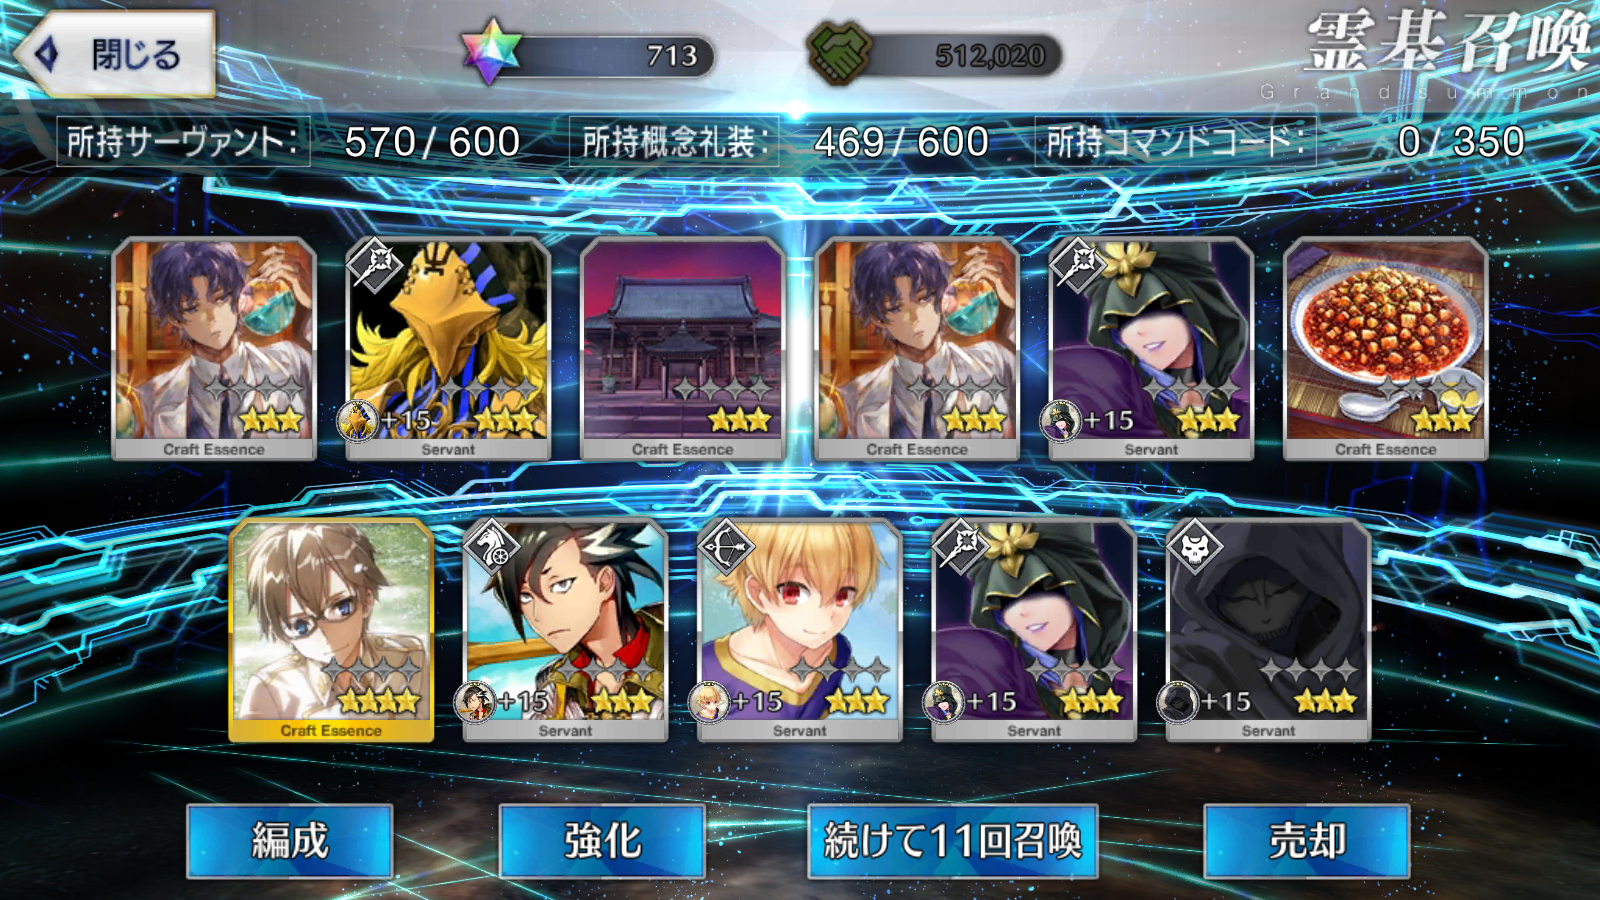 閉じる
713
512,020
霊基召喚
Grand summon
所持サーヴァント: 570 / 600 所持概念礼装: 469 / 600 所持コマンドコード: 0 / 350
+15
+15
Craft Essence
Servant
Craft Essence
Craft Essence
Servant
Craft Essence
+15
+15
+15
+15
Craft Essence
Servant
Servant
Servant
Servant
編成
強化
続けて11回召喚
売却